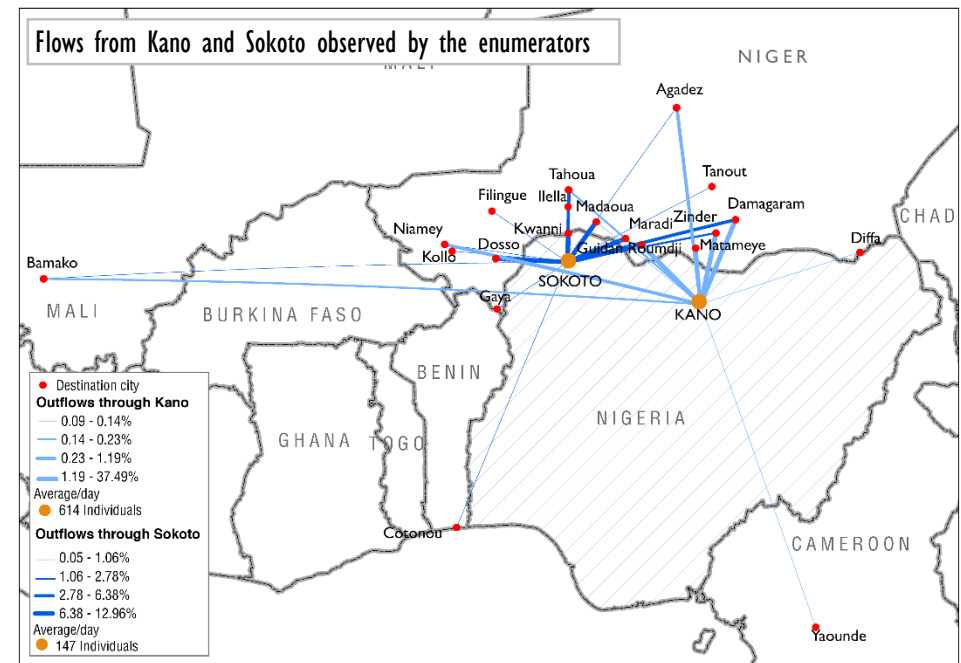 Flows from Kano and Sokoto observed by the enumerators
MALI
NIGER
Agadez
Tahoua
Tanout
Filingue
Ilella
Madaoua
Damagaram
Zinder
Maradi
CHAD
Niamey
Kwanni
Dosso
Guidan Roumdji
Matameye
Diffa
Kollo
Bamako
SOKOTO
Gaya
KANO
MALI
BURKINA FASO
BENIN
NIGERIA
GHANA
TOGO
Cotonou
CAMEROON
Yaounde
Destination city
Outflows through Kano
0.09 - 0.14%
0.14 - 0.23%
0.23 - 1.19%
1.19 - 37.49%
Average/day
614 Individuals
Outflows through Sokoto
0.05 - 1.06%
1.06 - 2.78%
2.78 - 6.38%
6.38 - 12.96%
Average/day
147 Individuals